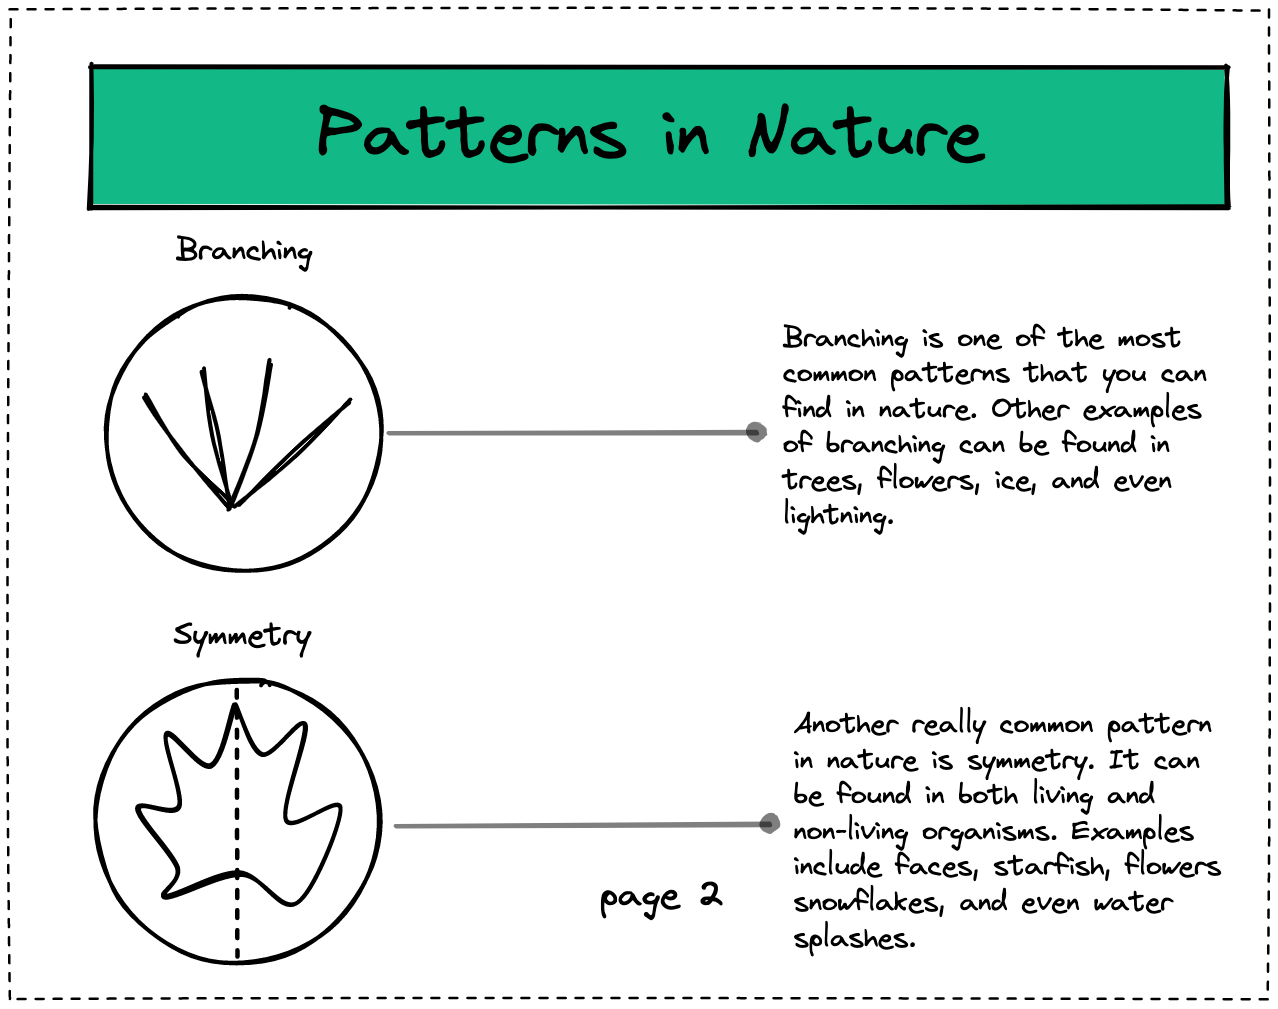 Patterns in Nature
Branching
Branching is one of the most
common patterns that you can
find in nature. Other examples
of branching can be found in
trees, flowers, ice, and even
lightning.
Symmetry
Another really common pattern
in nature is symmetry. It can
be found in both living and
non-living organisms. Examples
include faces, starfish, flowers
snowflakes, and even water
splashes.
page 2